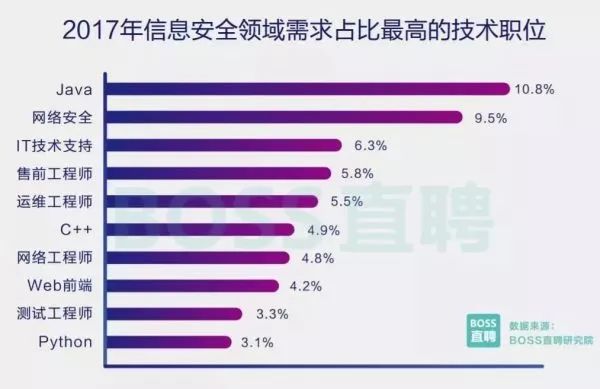 2017年信息安全领域需求占比最高的技术职位
Java 10.8%
网络安全 9.5%
IT技术支持 6.3%
售前工程师 5.8%
运维工程师 5.5%
C++ 4.9%
网络工程师 4.8%
Web前端 4.2%
测试工程师 3.3%
Python 3.1%
BOSS直聘
BOSS
直聘
数据来源：
BOSS直聘研究院